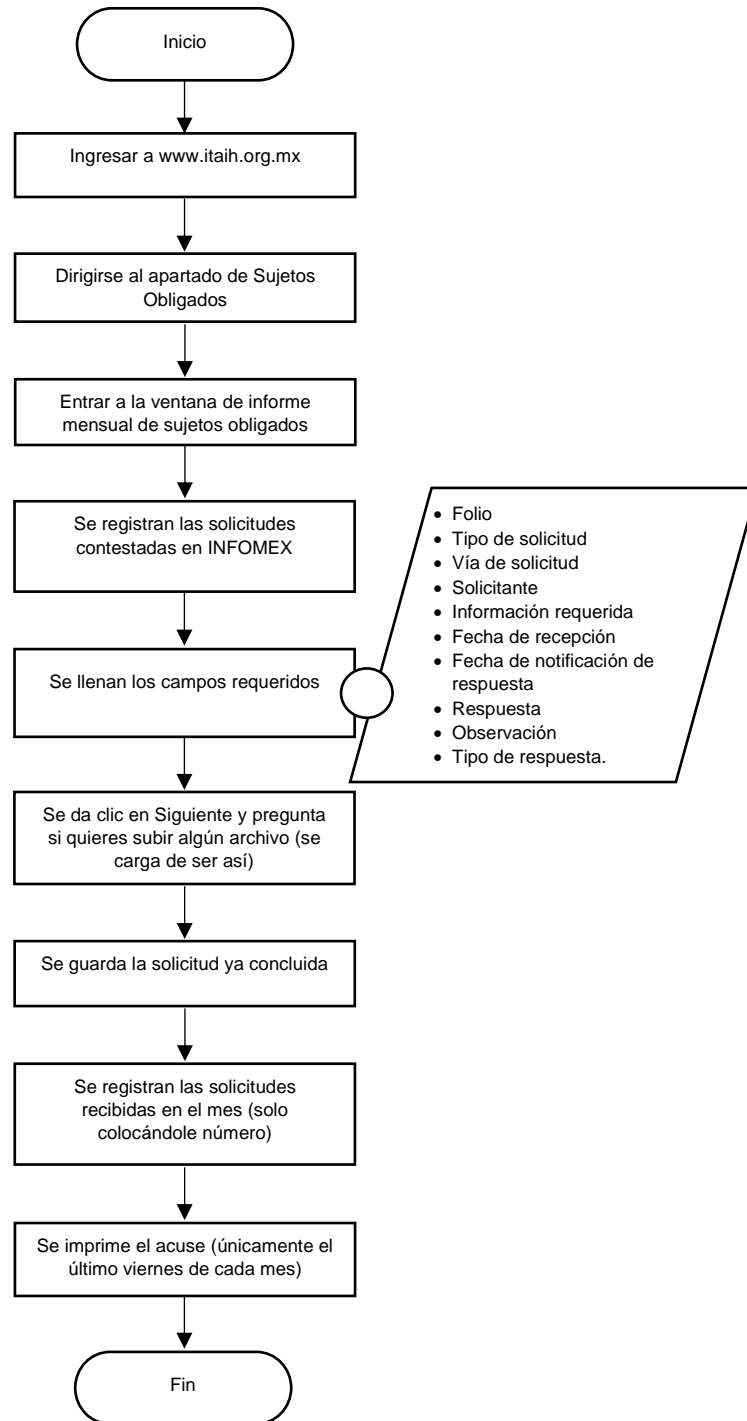 Inicio
Ingresar a www.itaih.org.mx
Dirigirse al apartado de Sujetos
Obligados
Entrar a la ventana de informe
mensual de sujetos obligados
Se registran las solicitudes
contestadas en INFOMEX
Se llenan los campos requeridos
• Folio
• Tipo de solicitud
• Vía de solicitud
• Solicitante
• Información requerida
• Fecha de recepción
• Fecha de notificación de
respuesta
• Respuesta
• Observación
• Tipo de respuesta.
Se da clic en Siguiente y pregunta
si quieres subir algún archivo (se
carga de ser así)
Se guarda la solicitud ya concluida
Se registran las solicitudes
recibidas en el mes (solo
colocándole número)
Se imprime el acuse (únicamente el
último viernes de cada mes)
Fin